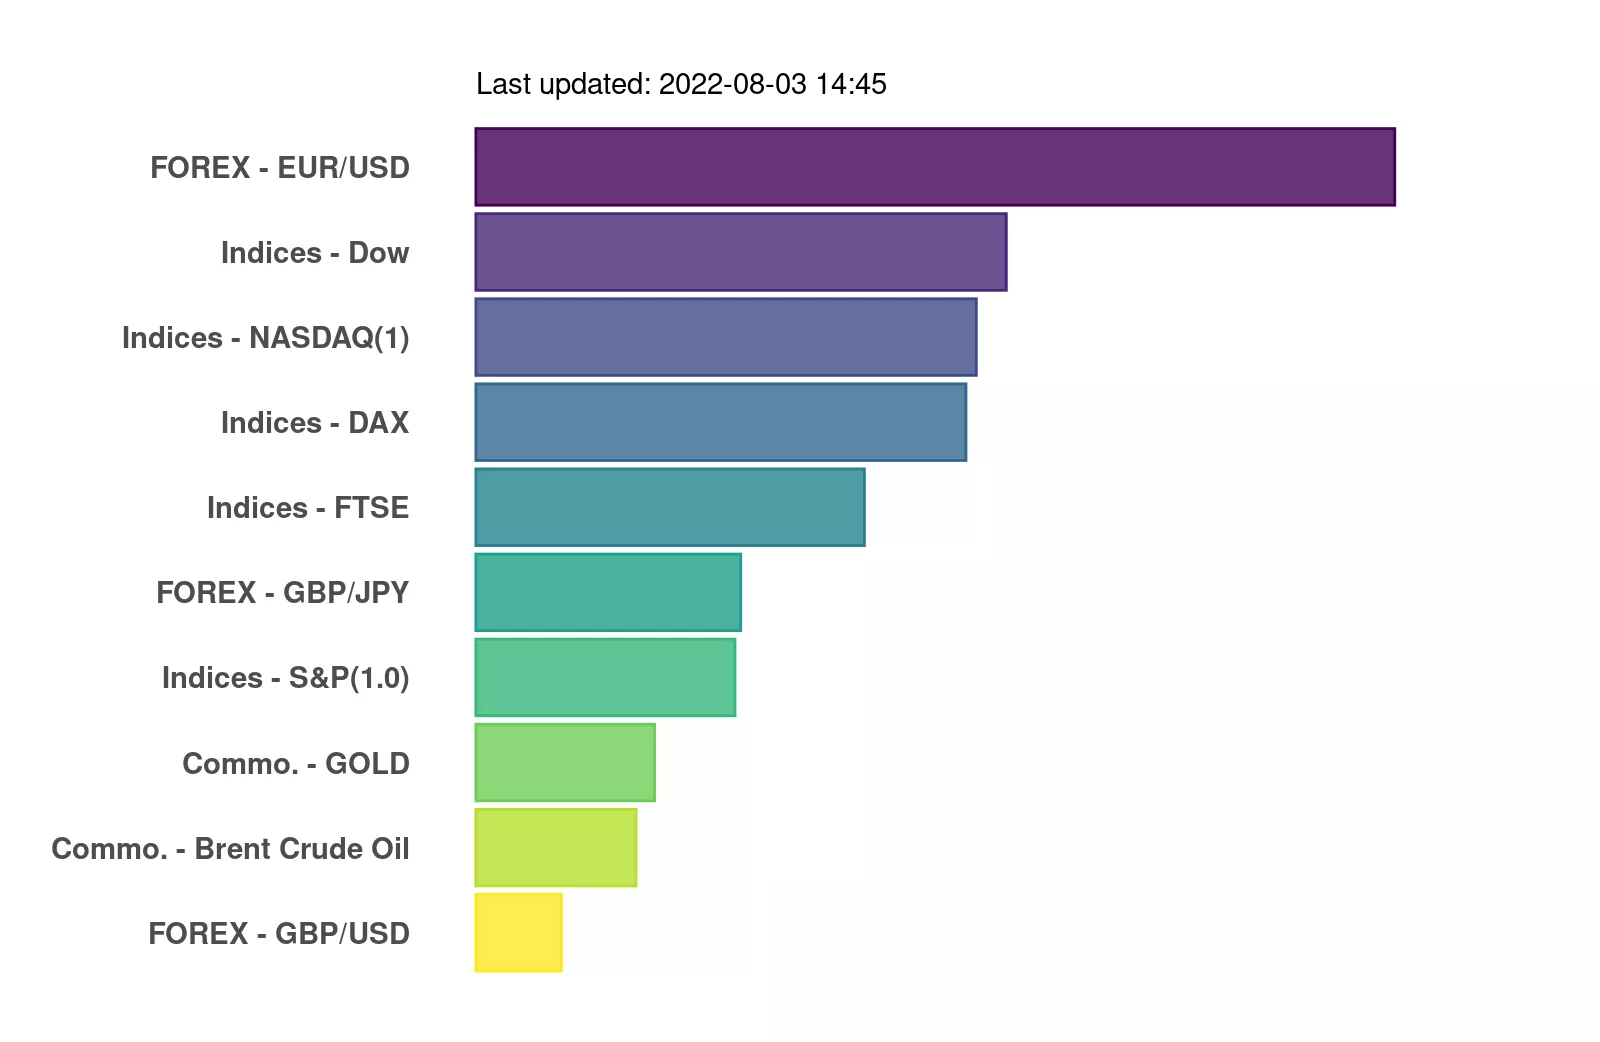 Last updated: 2022-08-03 14:45
FOREX - EUR/USD
Indices - Dow
Indices - NASDAQ(1)
Indices - DAX
Indices - FTSE
FOREX - GBP/JPY
Indices - S&P(1.0)
Commo. - GOLD
Commo. - Brent Crude Oil
FOREX - GBP/USD